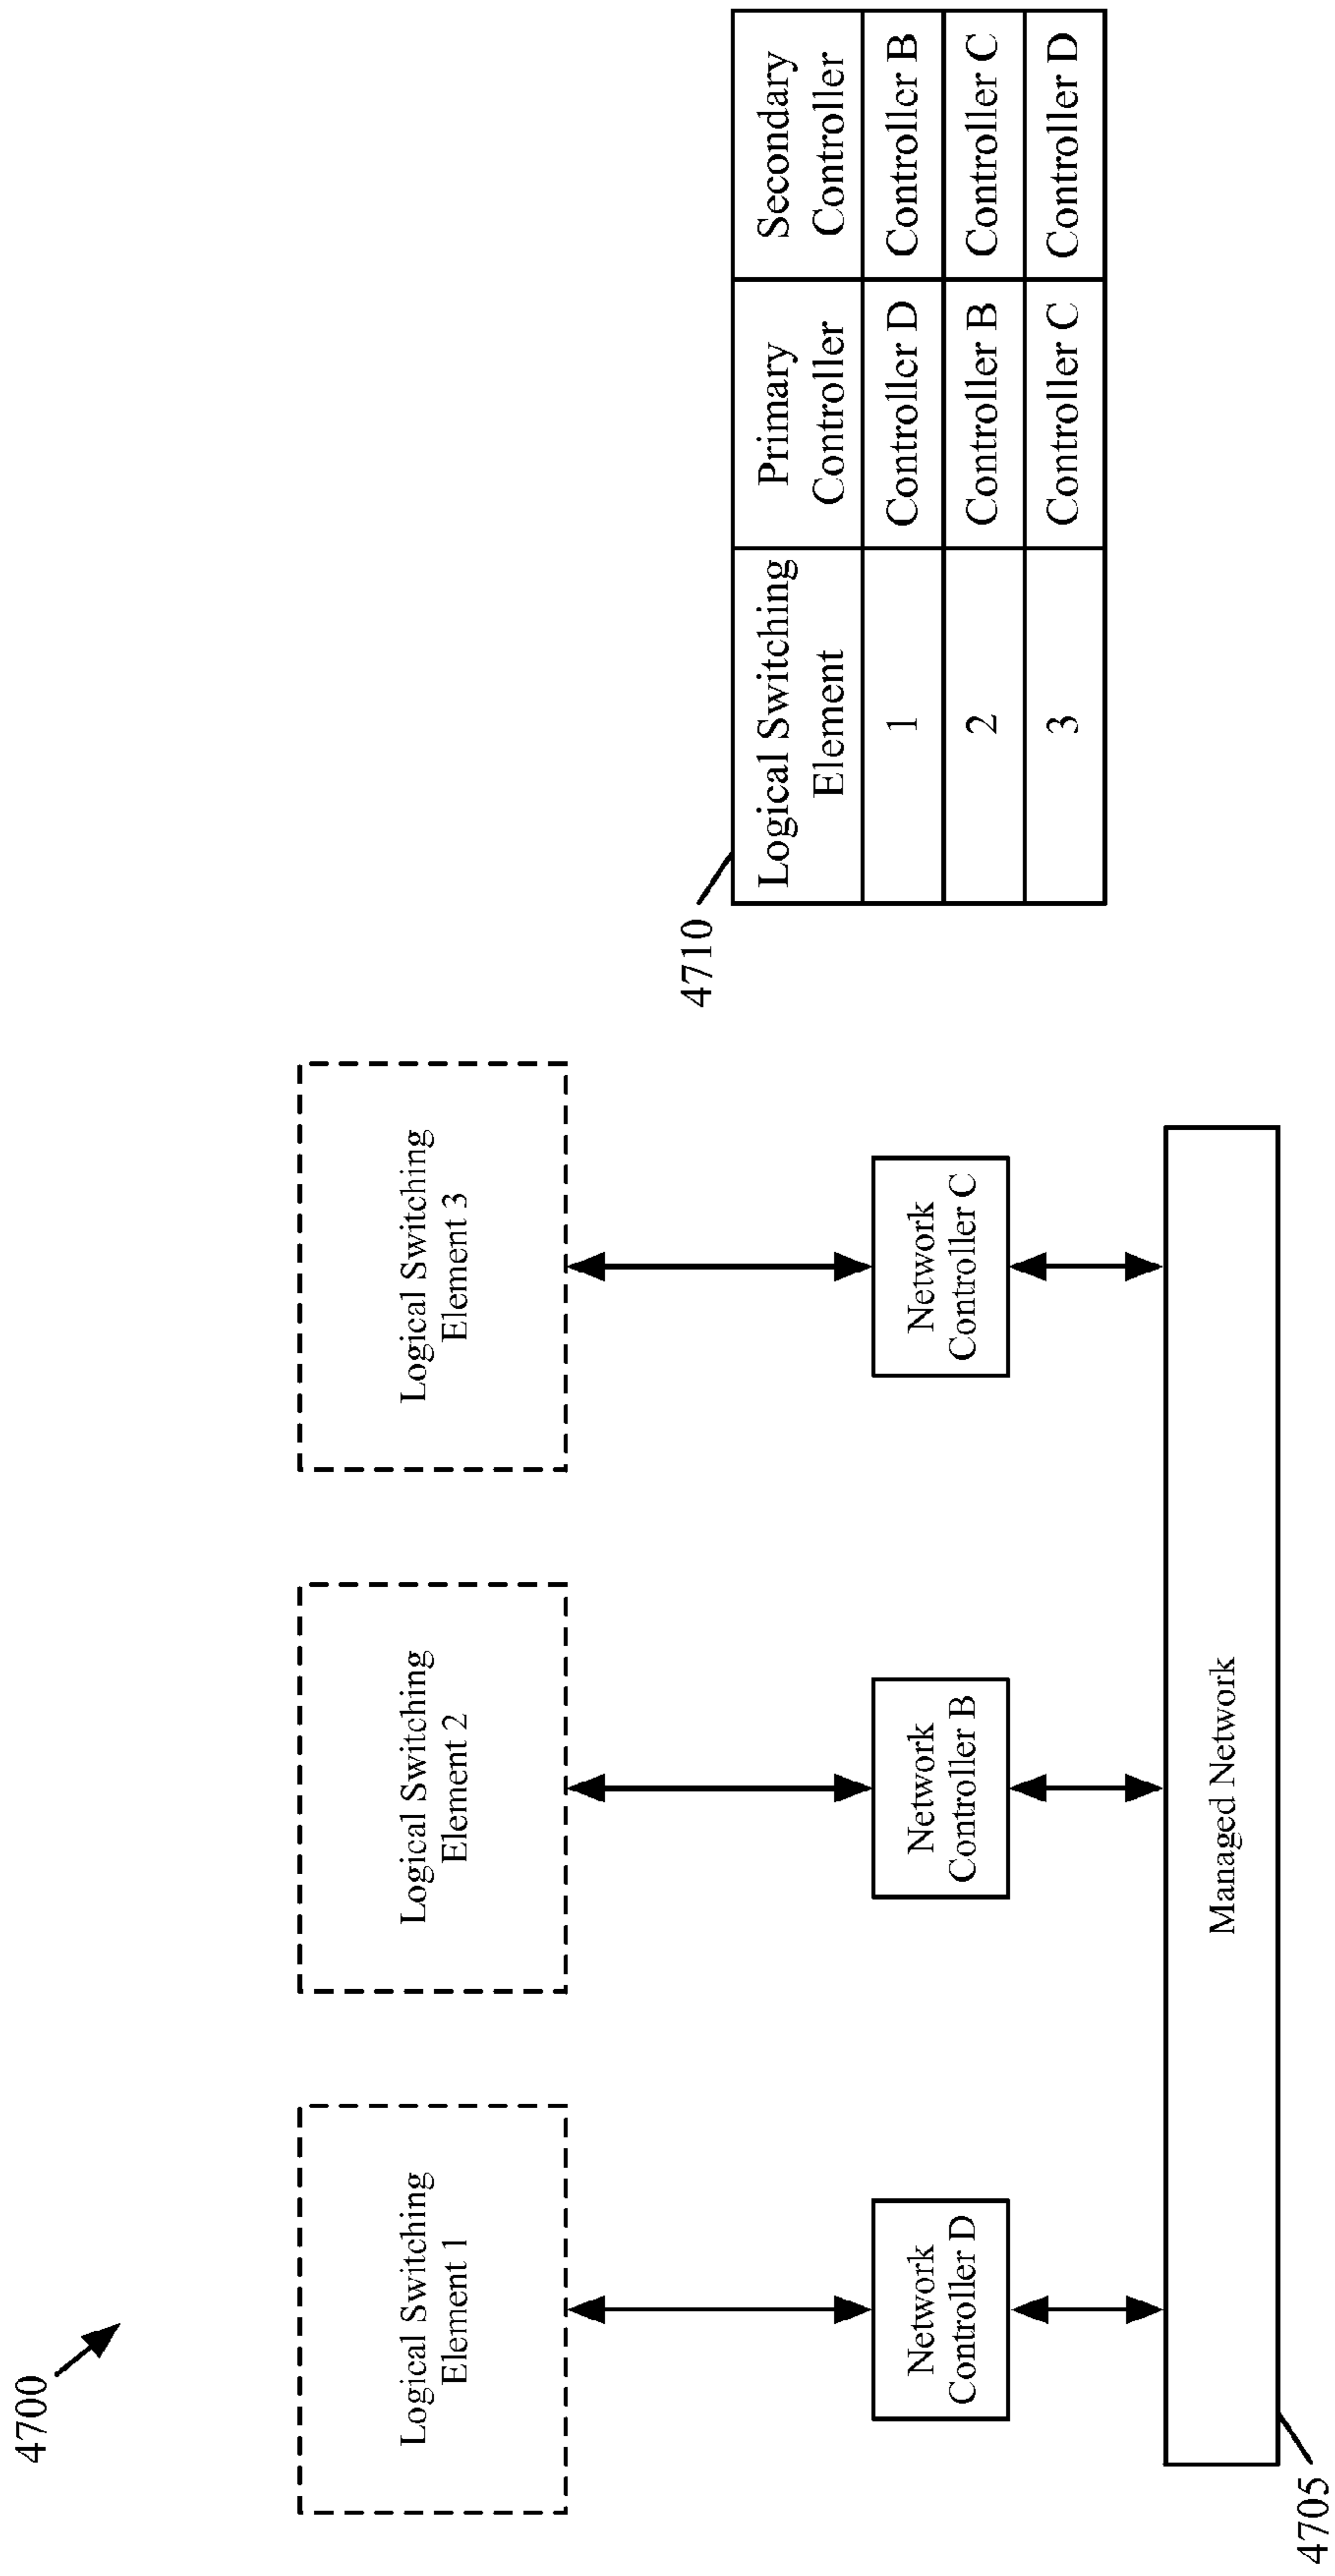 4700
Logical Switching
Element 1
Logical Switching
Element 2
Logical Switching
Element 3
Network
Controller D
Network
Controller B
Network
Controller C
Managed Network
4705
4710
Logical Switching
Element
Primary
Controller
Secondary
Controller
1
Controller D
Controller B
2
Controller B
Controller C
3
Controller C
Controller D